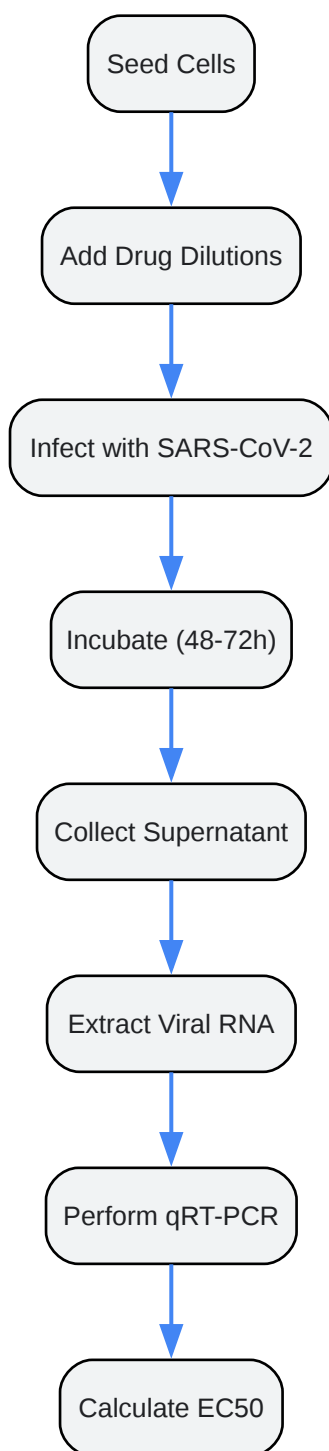 Seed Cells
Add Drug Dilutions
Infect with SARS-CoV-2
Incubate (48-72h)
Collect Supernatant
Extract Viral RNA
Perform qRT-PCR
Calculate EC50